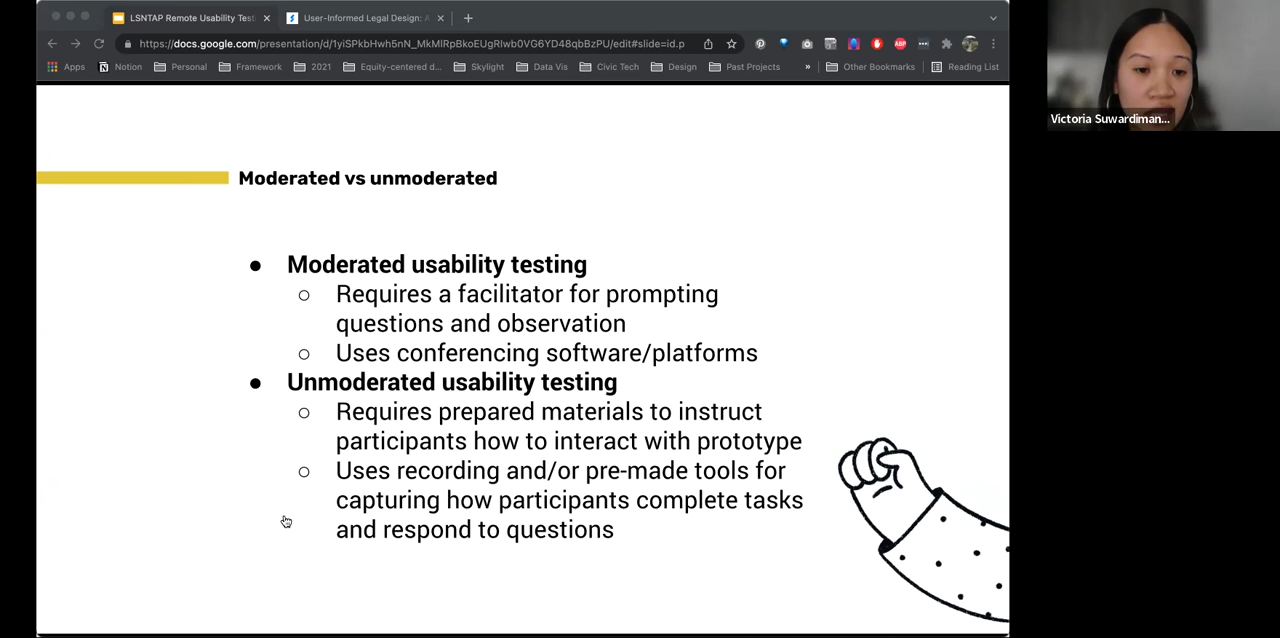 LSNTAP Remote Usability Test
User-Informed Legal Design: A
https://docs.google.com/presentation/d/1yiSPkbHwh5nN_MkMIRpBkoEUgRIwb0VG6YD48qbBzPU/edit#slide=id.p
Apps Notion Personal Framework 2021 Equity-centered d... Skylight Data Vis Civic Tech Design Past Projects » Other Bookmarks Reading List
ABP
Victoria Suwardiman...
Moderated vs unmoderated
● Moderated usability testing
○ Requires a facilitator for prompting
questions and observation
○ Uses conferencing software/platforms
● Unmoderated usability testing
○ Requires prepared materials to instruct
participants how to interact with prototype
○ Uses recording and/or pre-made tools for
capturing how participants complete tasks
and respond to questions